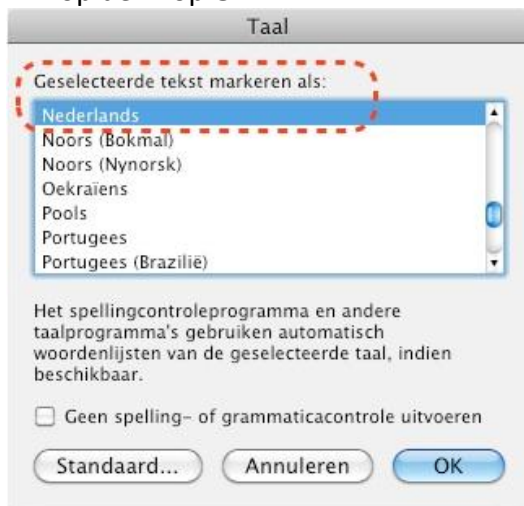 Taal
Geselecteerde tekst markeren als:
Nederlands
Noors (Bokmal)
Noors (Nynorsk)
Oekraïens
Pools
Portugees
Portugees (Brazilië)
Het spellingcontroleprogramma en andere
taalprogramma's gebruiken automatisch
woordenlijsten van de geselecteerde taal, indien
beschikbaar.
Geen spelling- of grammaticacontrole uitvoeren
Standaard... Annuleren OK